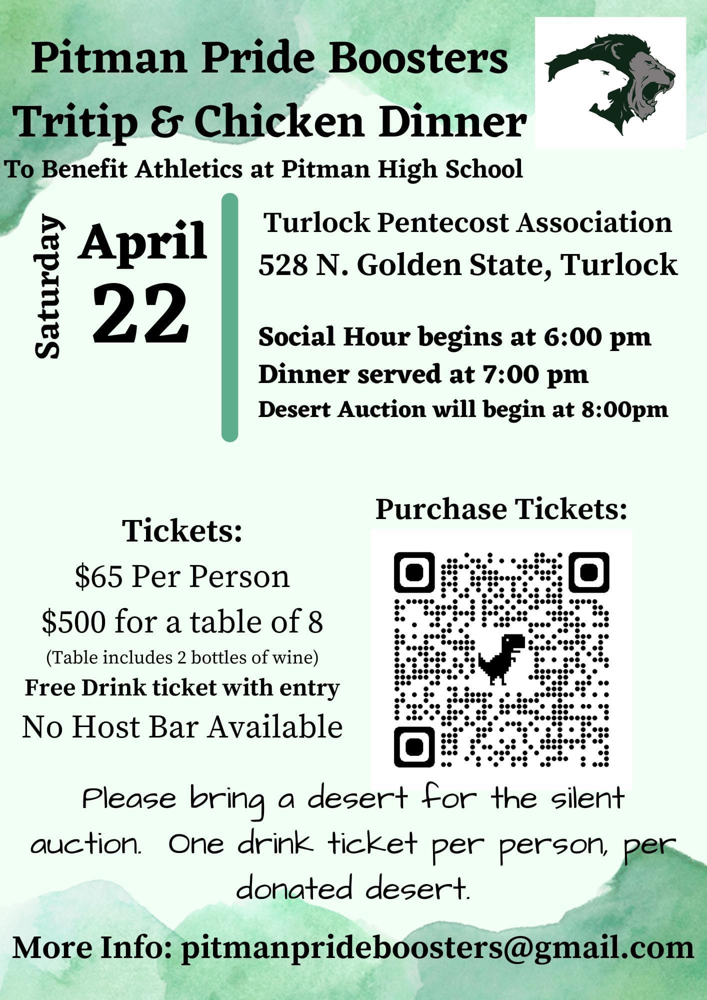 Pitman Pride Boosters
Tritip & Chicken Dinner
To Benefit Athletics at Pitman High School
Saturday
April
22
Turlock Pentecost Association
528 N. Golden State, Turlock
Social Hour begins at 6:00 pm
Dinner served at 7:00 pm
Desert Auction will begin at 8:00pm
Tickets:
$65 Per Person
$500 for a table of 8
(Table includes 2 bottles of wine)
Free Drink ticket with entry
No Host Bar Available
Purchase Tickets:
Please bring a desert for the silent
auction. One drink ticket per person, per
donated desert.
More Info: pitmanprideboosters@gmail.com